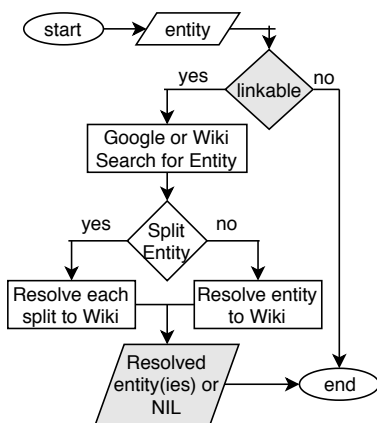 start
entity
linkable
yes
no
Google or Wiki
Search for Entity
Split
Entity
yes
no
Resolve each
split to Wiki
Resolve entity
to Wiki
Resolved
entity(ies) or
NIL
end